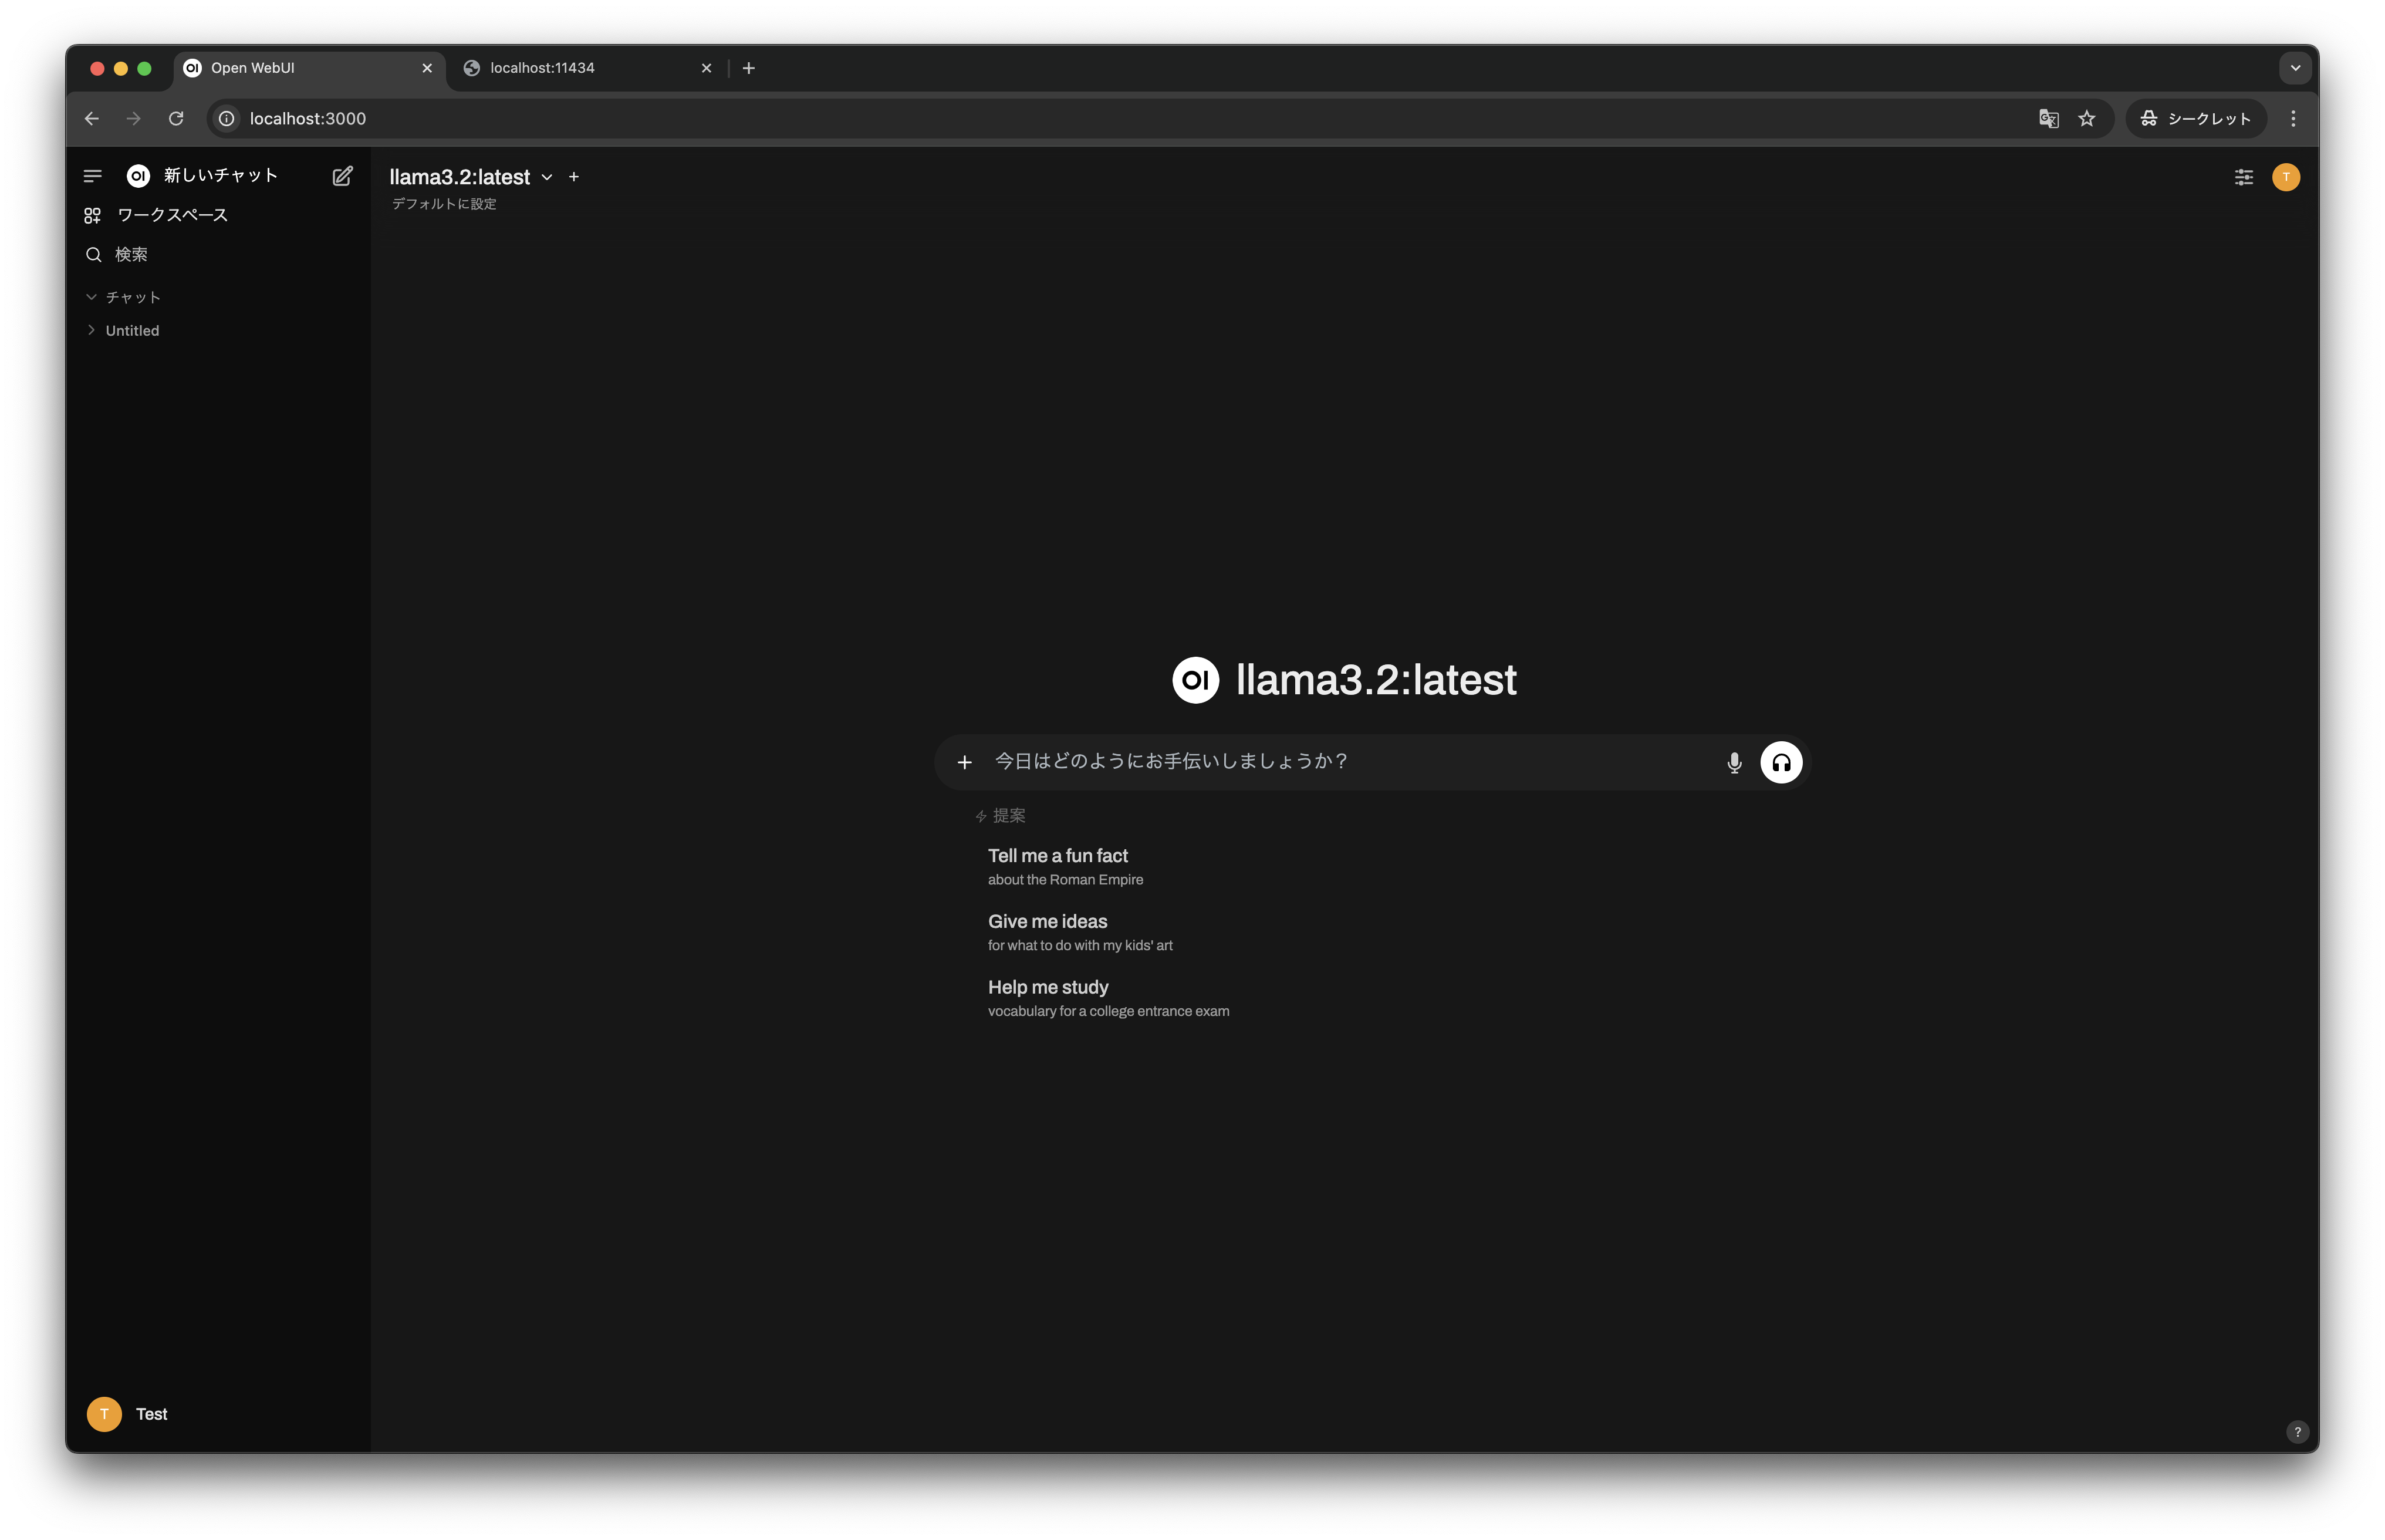 Open WebUI
localhost:11434
localhost:3000
シークレット
OI 新しいチャット
ワークスペース
検索
チャット
Untitled
llama3.2:latest
デフォルトに設定
T
OI llama3.2:latest
今日はどのようにお手伝いしましょうか？
提案
Tell me a fun fact
about the Roman Empire
Give me ideas
for what to do with my kids' art
Help me study
vocabulary for a college entrance exam
T Test
?